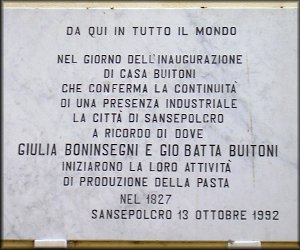 DA QUI IN TUTTO IL MONDO
NEL GIORNO DELL'INAUGURAZIONE
DI CASA BUITONI
CHE CONFERMA LA CONTINUITÀ
DI UNA PRESENZA INDUSTRIALE
LA CITTÀ DI SANSEPOLCRO
A RICORDO DI DOVE
GIULIA BONINSEGNI E GIO BATTA BUITONI
INIZIARONO LA LORO ATTIVITÀ
DI PRODUZIONE DELLA PASTA
NEL 1827
SANSEPOLCRO 13 OTTOBRE 1992